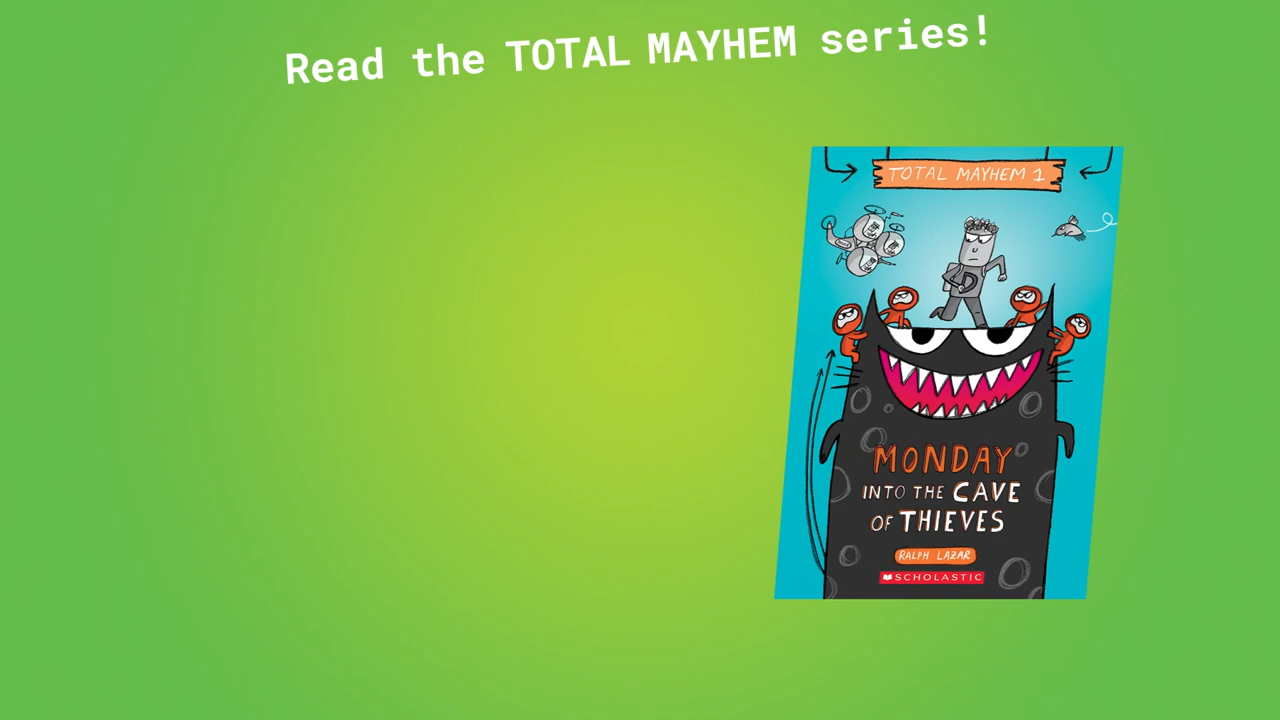 Read the TOTAL MAYHEM series!
TOTAL MAYHEM 1
D
MONDAY
INTO THE CAVE
OF THIEVES
RALPH LAZAR
SCHOLASTIC